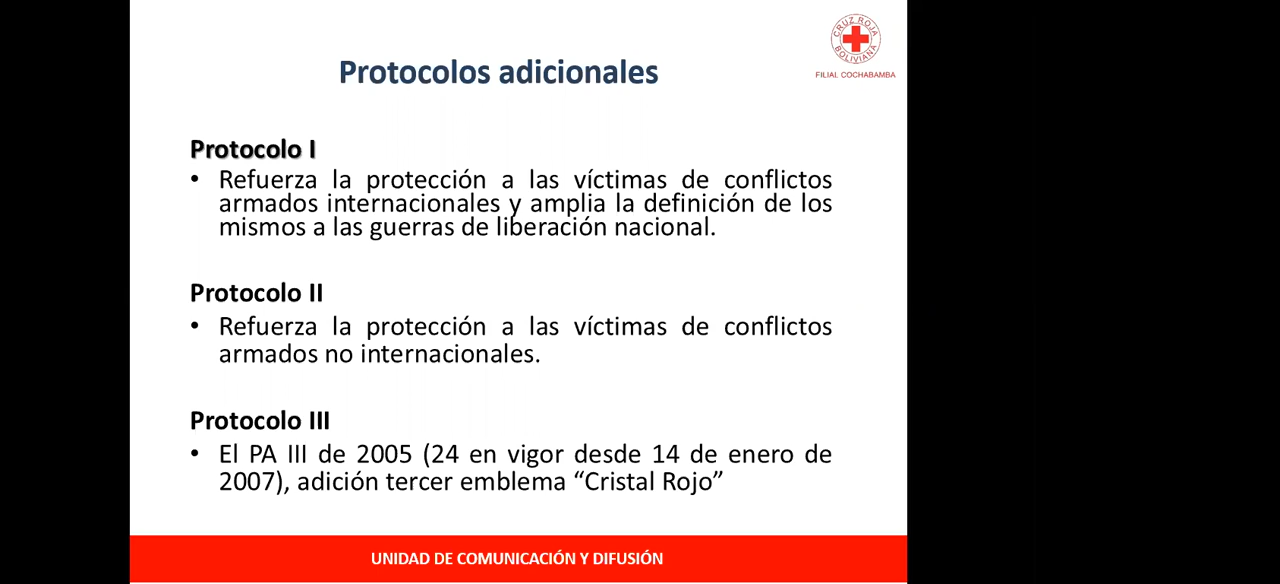 CRUZ ROJA
BOLIVIANA
FILIAL COCHABAMBA
Protocolos adicionales
Protocolo I
• Refuerza la protección a las víctimas de conflictos
armados internacionales y amplia la definición de los
mismos a las guerras de liberación nacional.
Protocolo II
• Refuerza la protección a las víctimas de conflictos
armados no internacionales.
Protocolo III
• El PA III de 2005 (24 en vigor desde 14 de enero de
2007), adición tercer emblema “Cristal Rojo”
UNIDAD DE COMUNICACIÓN Y DIFUSIÓN